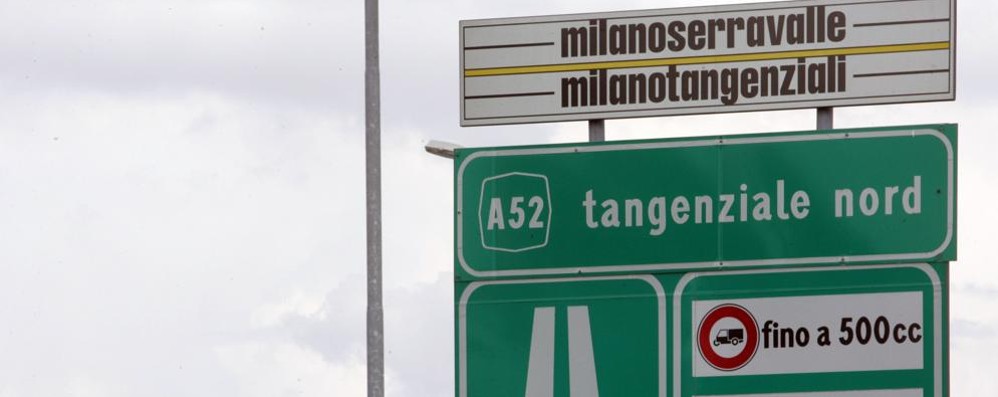 milanoserravalle
milanotangenziali
A52 tangenziale nord
fino a 500cc